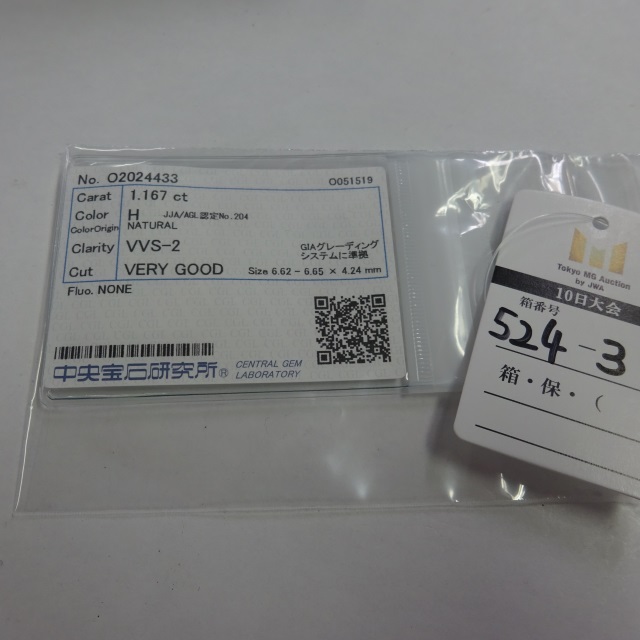 No. O2024433
O051519
Carat 1.167 ct
Color H JJA/AGL認定No.204
ColorOrigin NATURAL
Clarity VVS-2
GIAグレーディング
システムに準拠
Cut VERY GOOD Size 6.62 - 6.65 × 4.24 mm
Fluo. NONE
中央宝石研究所®
CENTRAL GEM
LABORATORY
Tokyo MG Auction
by JWA
10日大会
箱番号
524-3
箱・保・(